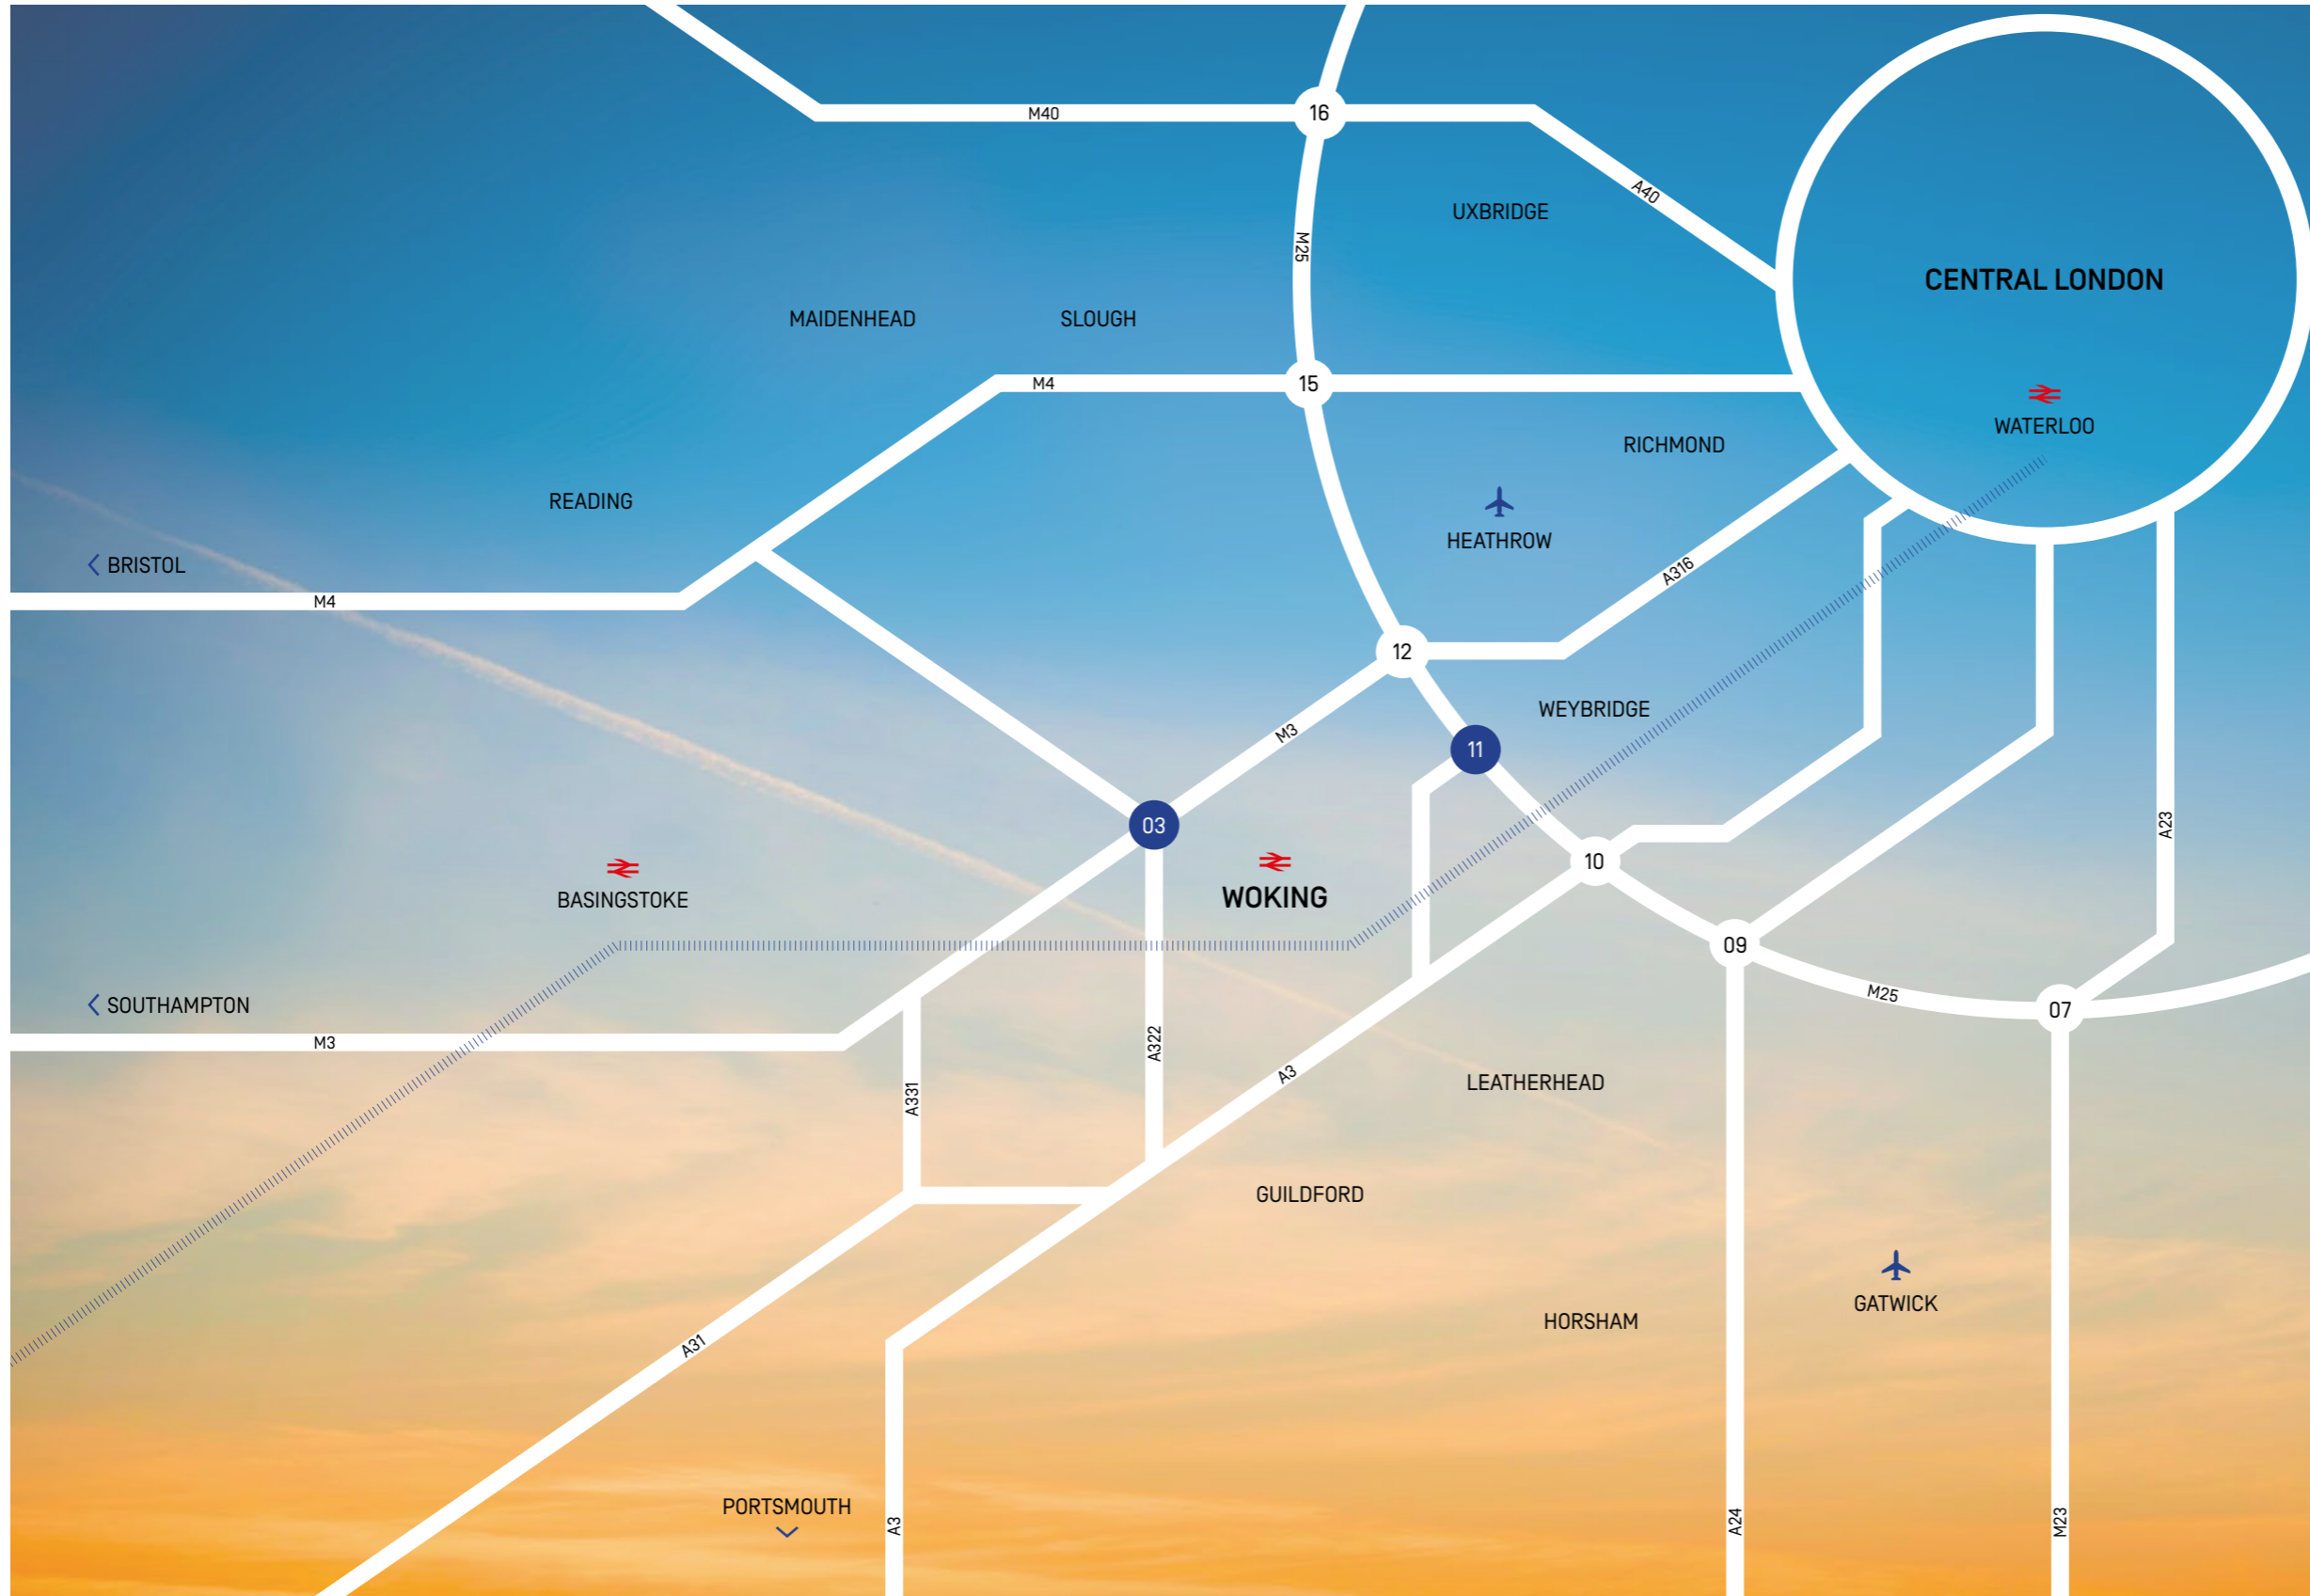 M40
16
A40
UXBRIDGE
M25
CENTRAL LONDON
MAIDENHEAD
SLOUGH
M4
15
WATERLOO
RICHMOND
READING
HEATHROW
BRISTOL
A316
M4
12
WEYBRIDGE
M3
11
03
A23
10
BASINGSTOKE
WOKING
09
M25
SOUTHAMPTON
07
M3
A322
A3
LEATHERHEAD
A331
GUILDFORD
GATWICK
HORSHAM
A31
PORTSMOUTH
A3
A24
M23